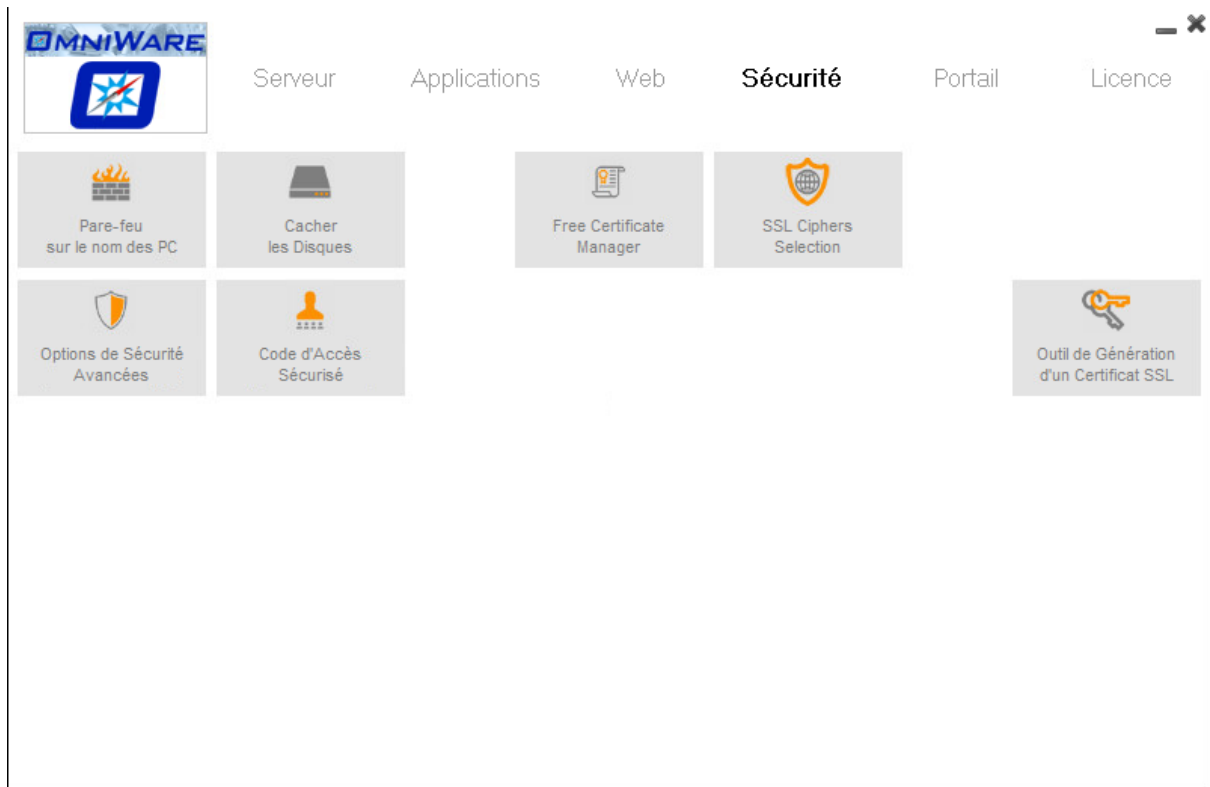 OMNIWARE
Serveur
Applications
Web
Sécurité
Portail
Licence
Pare-feu
sur le nom des PC
Cacher
les Disques
Free Certificate
Manager
SSL Ciphers
Selection
Options de Sécurité
Avancées
Code d'Accès
Sécurisé
Outil de Génération
d'un Certificat SSL